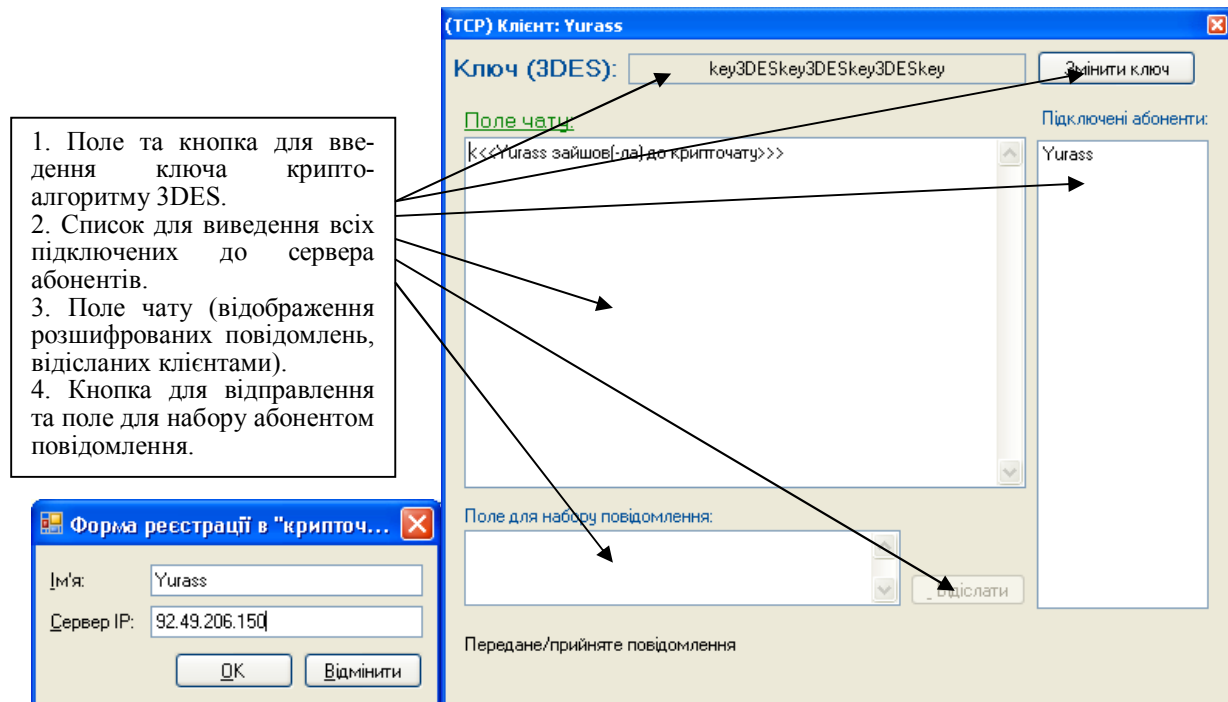 (TCP) Клієнт: Yurass
Ключ (3DES):
key3DESkey3DESkey3DESkey
Змінити ключ
Поле чату:
Підключені абоненти:
<<<Yurass зайшов(-ла) до крипточату>>>
Yurass
1. Поле та кнопка для вве-
дення ключа крипто-
алгоритму 3DES.
2. Список для виведення всіх
підключених до сервера
абонентів.
3. Поле чату (відображення
розшифрованих повідомлень,
відісланих клієнтами).
4. Кнопка для відправлення
та поле для набору абонентом
повідомлення.
Поле для набору повідомлення:
Відіслати
Передане/прийняте повідомлення
Форма реєстрації в "крипточ...
Ім'я:
Yurass
Сервер IP:
92.49.206.150
OK
Відмінити